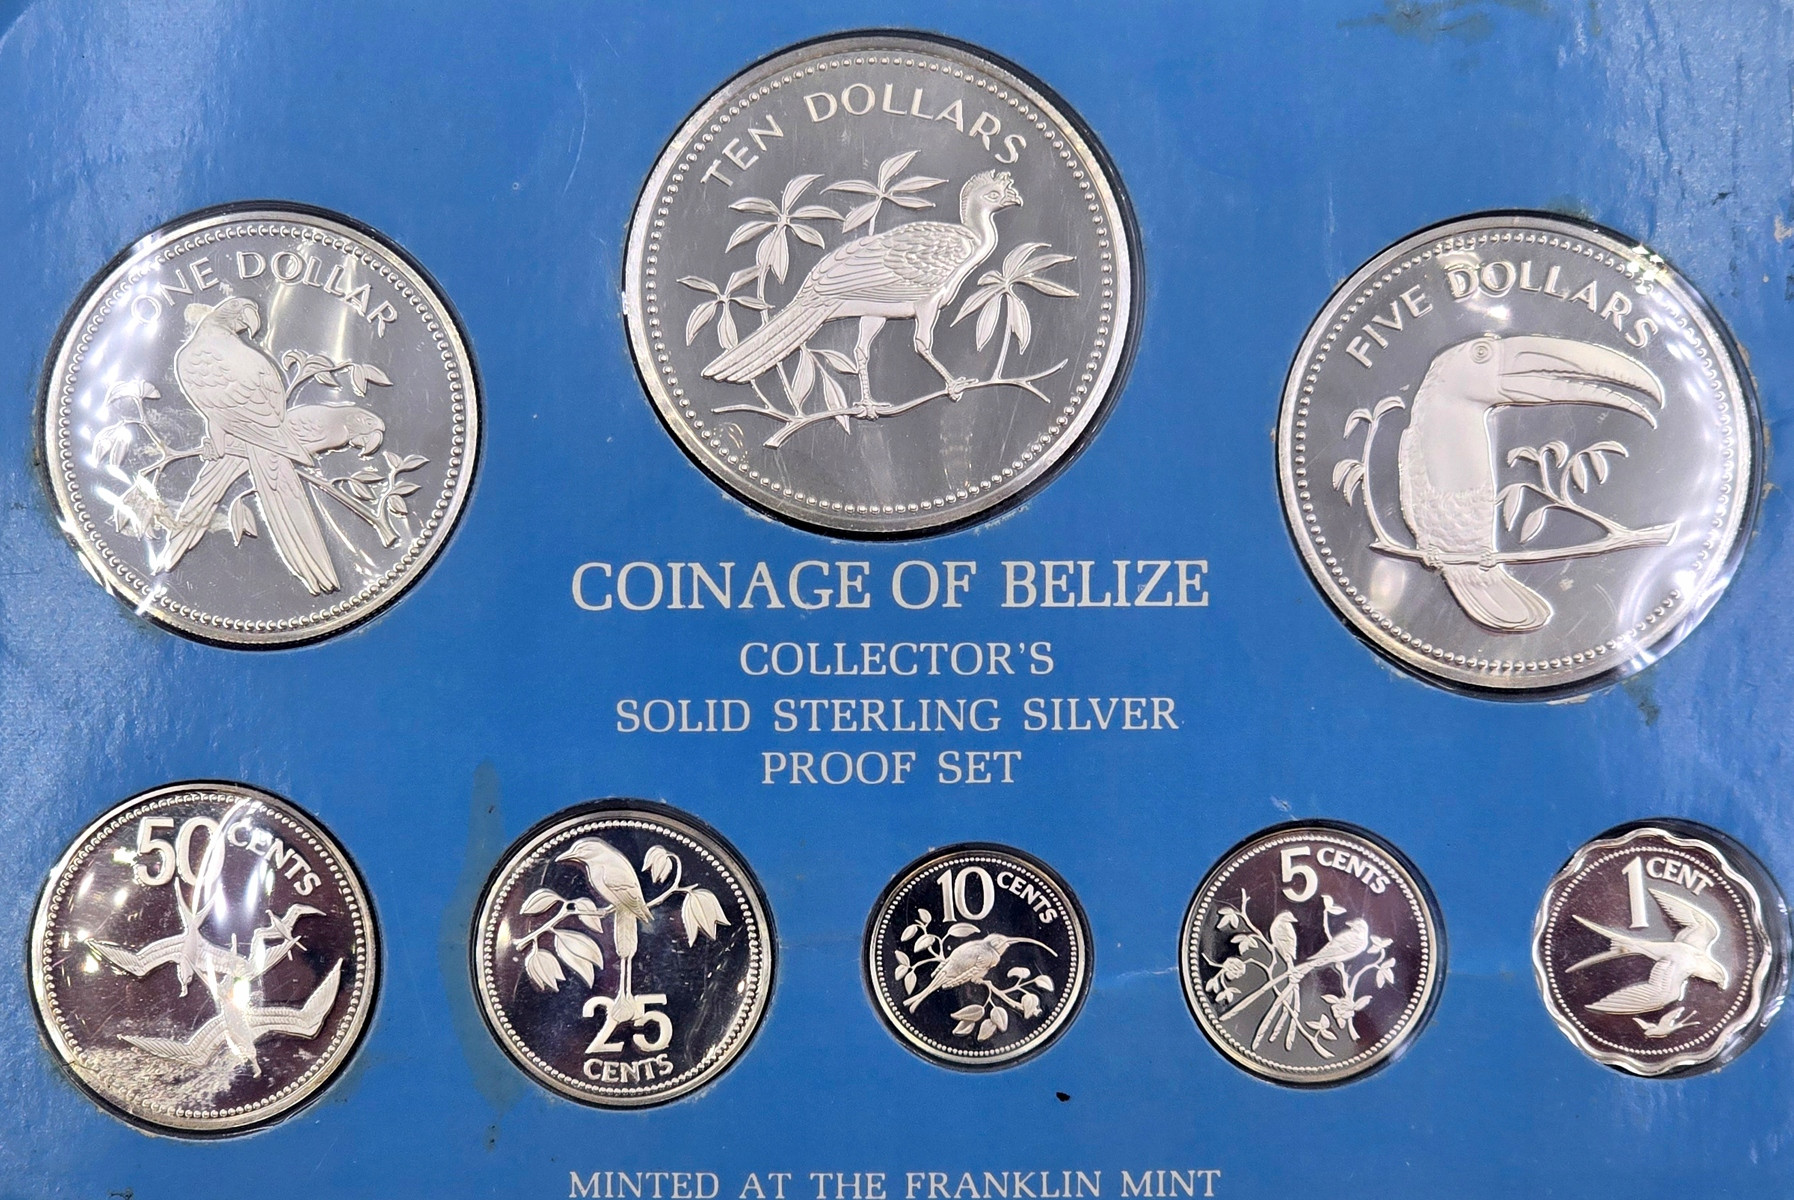 TEN DOLLARS
ONE DOLLAR
FIVE DOLLARS
COINAGE OF BELIZE
COLLECTOR'S
SOLID STERLING SILVER
PROOF SET
50 CENTS
25
CENTS
10 CENTS
5 CENTS
1 CENT
MINTED AT THE FRANKLIN MINT